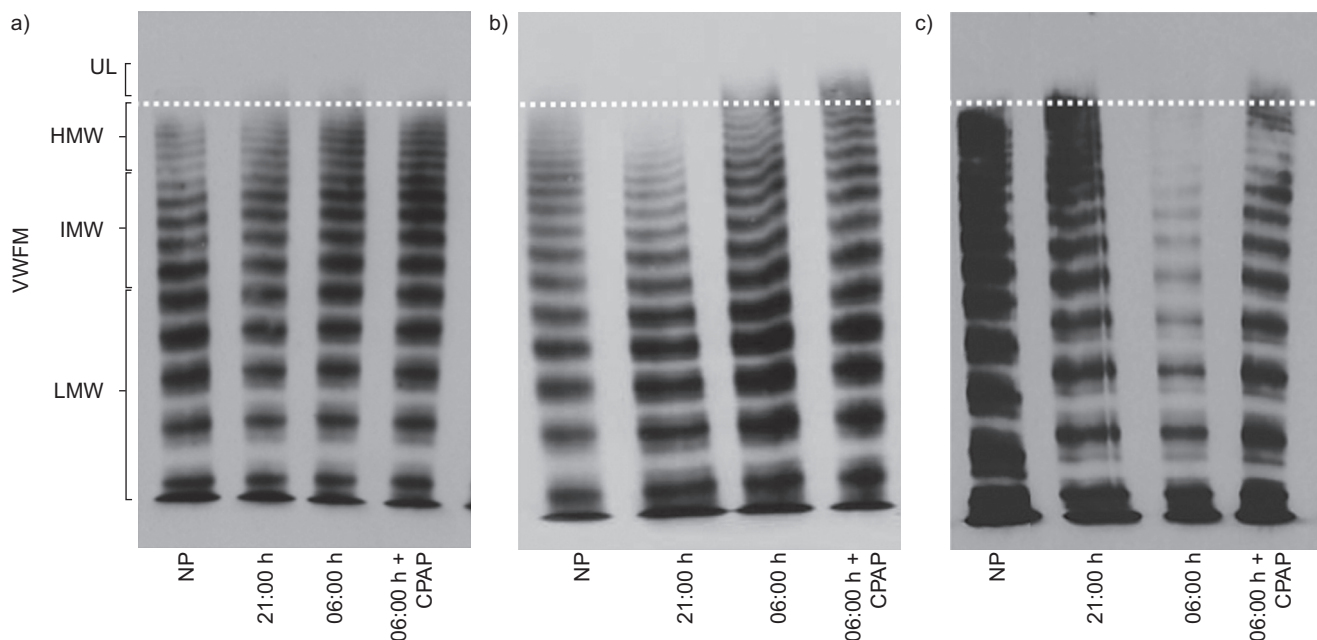 a)
b)
c)
UL
HMW
IMW
LMW
VWFM
NP
21:00 h
06:00 h
06:00 h +
CPAP
NP
21:00 h
06:00 h
06:00 h +
CPAP
NP
21:00 h
06:00 h
06:00 h +
CPAP